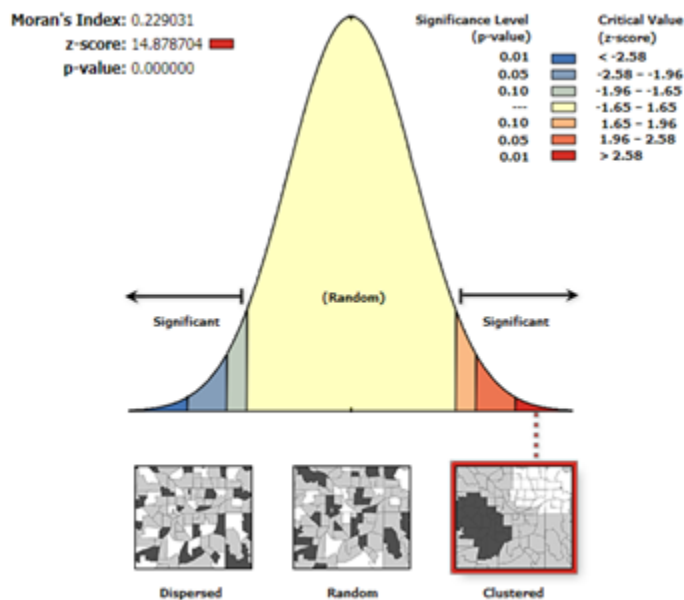 Moran's Index: 0.229031
z-score: 14.878704
p-value: 0.000000
Significance Level
(p-value)
Critical Value
(z-score)
0.01 < -2.58
0.05 -2.58 – -1.96
0.10 -1.96 – -1.65
--- -1.65 – 1.65
0.10 1.65 – 1.96
0.05 1.96 – 2.58
0.01 > 2.58
(Random)
Significant
Significant
Dispersed
Random
Clustered